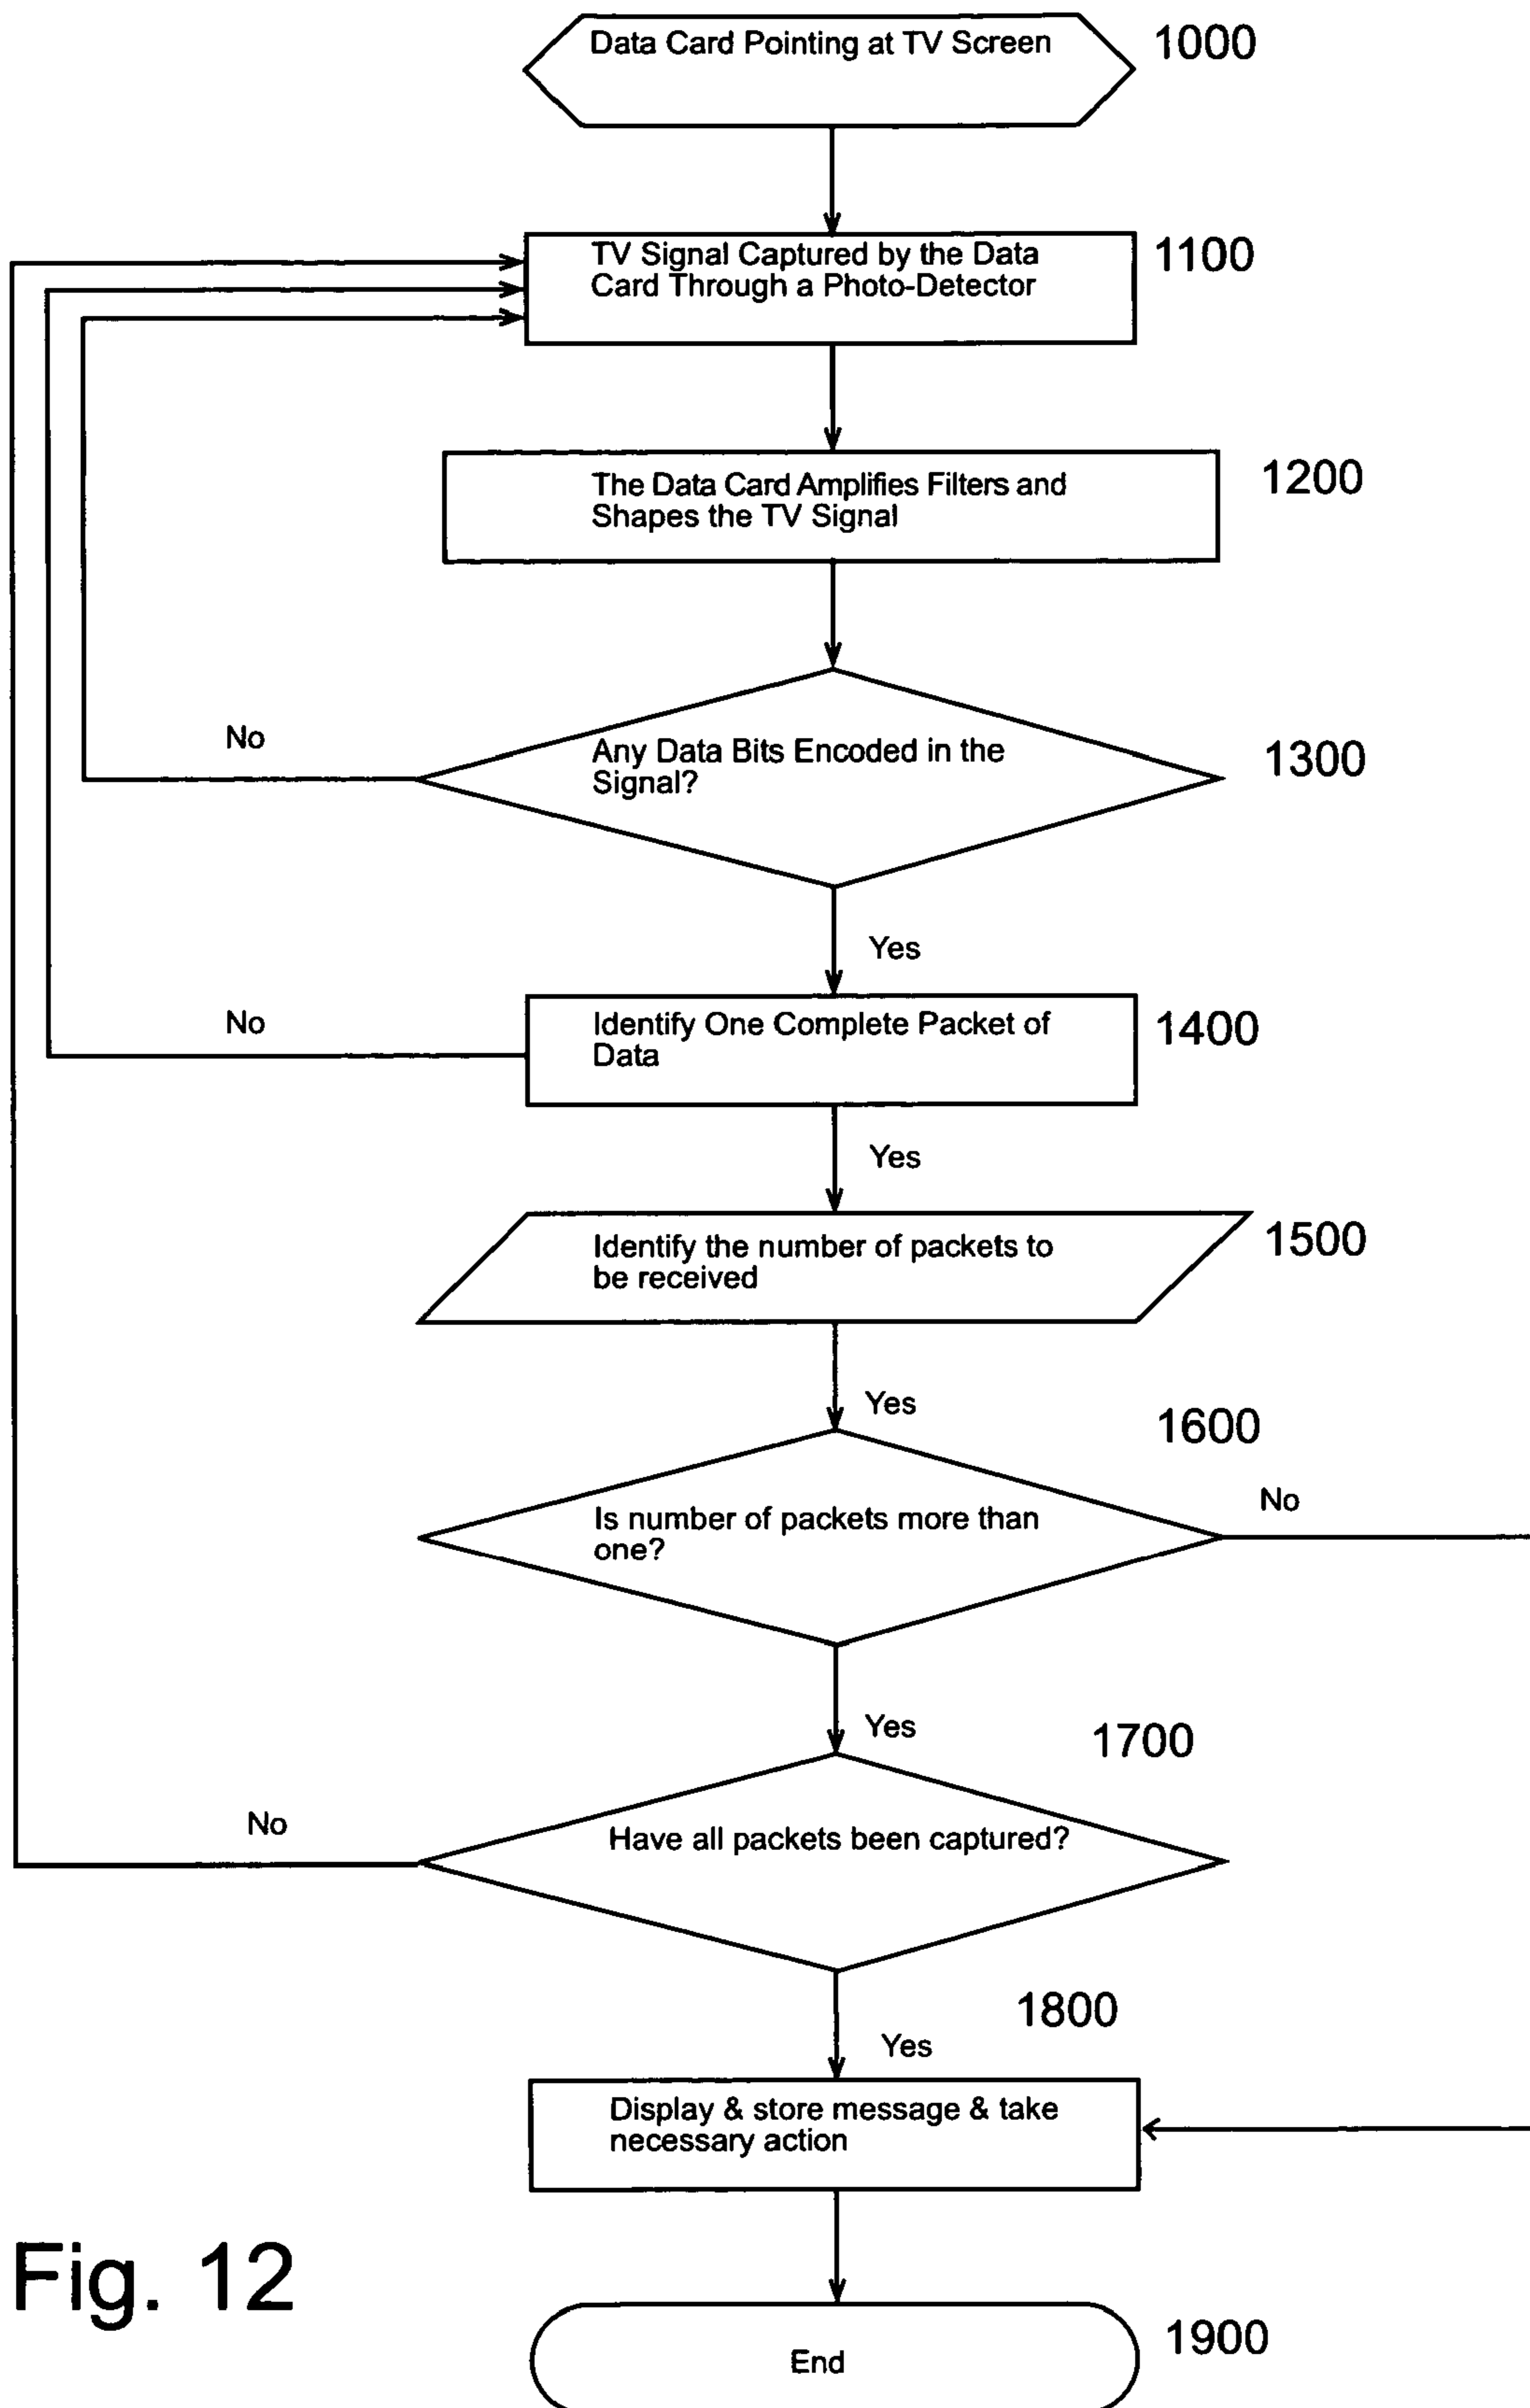 Data Card Pointing at TV Screen
1000
TV Signal Captured by the Data
Card Through a Photo-Detector
1100
The Data Card Amplifies Filters and
Shapes the TV Signal
1200
No
Any Data Bits Encoded in the
Signal?
1300
Yes
No
Identify One Complete Packet of
Data
1400
Yes
Identify the number of packets to
be received
1500
Yes
1600
Is number of packets more than
one?
No
Yes
1700
No
Have all packets been captured?
1800
Yes
Display & store message & take
necessary action
Fig. 12
End
1900